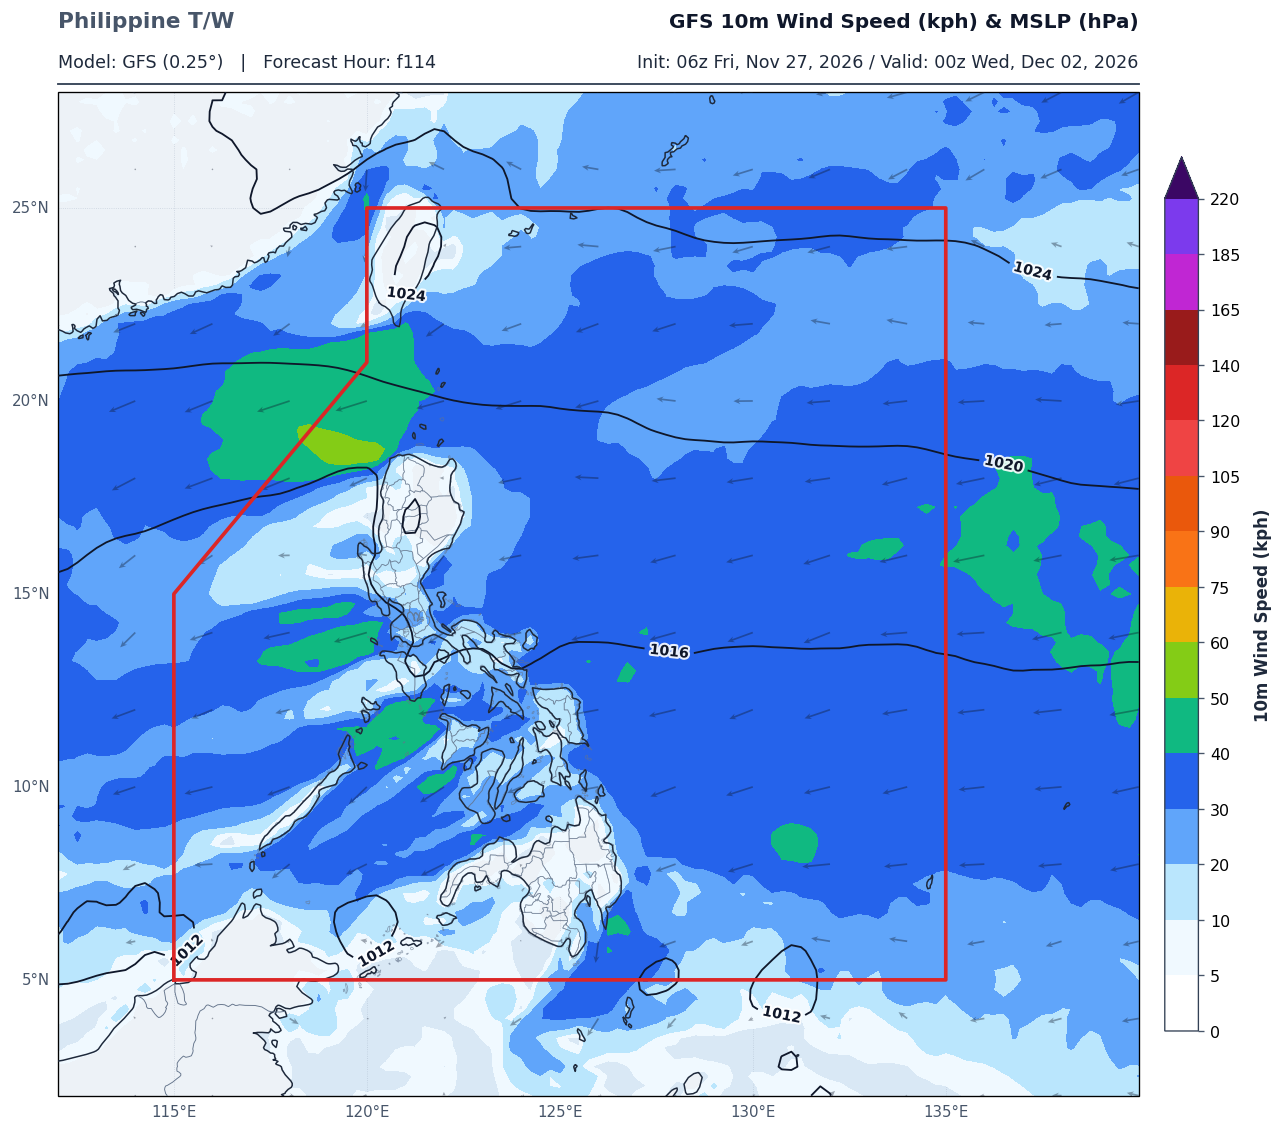 Philippine T/W
GFS 10m Wind Speed (kph) & MSLP (hPa)
Model: GFS (0.25°) | Forecast Hour: f114
Init: 06z Fri, Nov 27, 2026 / Valid: 00z Wed, Dec 02, 2026
25°N
20°N
15°N
10°N
5°N
115°E
120°E
125°E
130°E
135°E
1024
1024
1020
1016
1012
1012
1012
220
185
165
140
120
105
90
75
60
50
40
30
20
10
5
0
10m Wind Speed (kph)